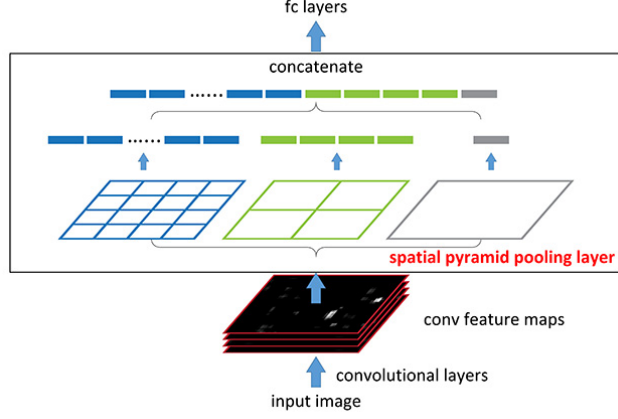 fc layers
concatenate
......
......
spatial pyramid pooling layer
conv feature maps
convolutional layers
input image